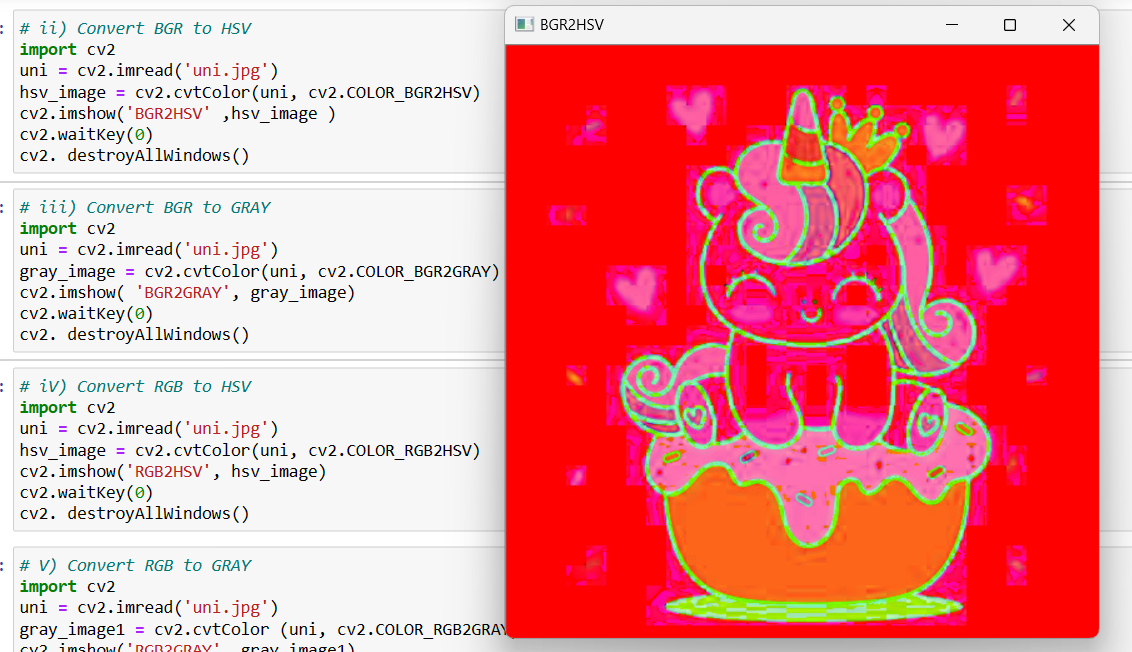 : # ii) Convert BGR to HSV
import cv2
uni = cv2.imread('uni.jpg')
hsv_image = cv2.cvtColor(uni, cv2.COLOR_BGR2HSV)
cv2.imshow('BGR2HSV' ,hsv_image )
cv2.waitKey(0)
cv2. destroyAllWindows()
: # iii) Convert BGR to GRAY
import cv2
uni = cv2.imread('uni.jpg')
gray_image = cv2.cvtColor(uni, cv2.COLOR_BGR2GRAY)
cv2.imshow( 'BGR2GRAY', gray_image)
cv2.waitKey(0)
cv2. destroyAllWindows()
: # iV) Convert RGB to HSV
import cv2
uni = cv2.imread('uni.jpg')
hsv_image = cv2.cvtColor(uni, cv2.COLOR_RGB2HSV)
cv2.imshow('RGB2HSV', hsv_image)
cv2.waitKey(0)
cv2. destroyAllWindows()
: # V) Convert RGB to GRAY
import cv2
uni = cv2.imread('uni.jpg')
gray_image1 = cv2.cvtColor (uni, cv2.COLOR_RGB2GRAY
cv2.imshow('RGB2GRAY', gray_image1)
BGR2HSV